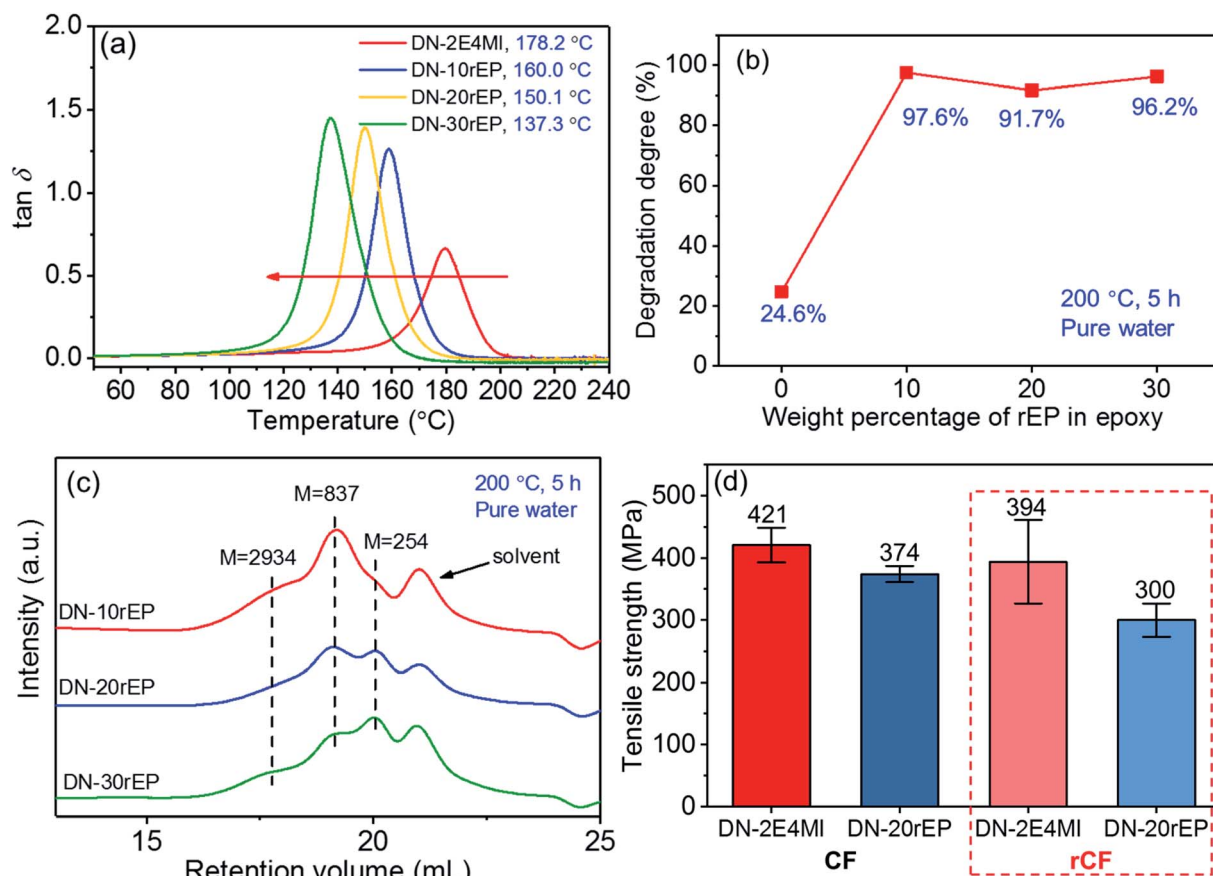 (a)
2.0
1.5
1.0
0.5
0.0
tan δ
DN-2E4MI, 178.2 °C
DN-10rEP, 160.0 °C
DN-20rEP, 150.1 °C
DN-30rEP, 137.3 °C
60 80 100 120 140 160 180 200 220 240
Temperature (°C)
(b)
100
80
60
40
20
0
Degradation degree (%)
97.6%
91.7%
96.2%
24.6%
200 °C, 5 h
Pure water
0 10 20 30
Weight percentage of rEP in epoxy
(c)
200 °C, 5 h
Pure water
M=837
M=2934
M=254
solvent
DN-10rEP
DN-20rEP
DN-30rEP
Intensity (a.u.)
15 20 25
Retention volume (mL)
(d)
500
400
300
200
100
0
Tensile strength (MPa)
421
374
394
300
DN-2E4MI DN-20rEP DN-2E4MI DN-20rEP
CF rCF